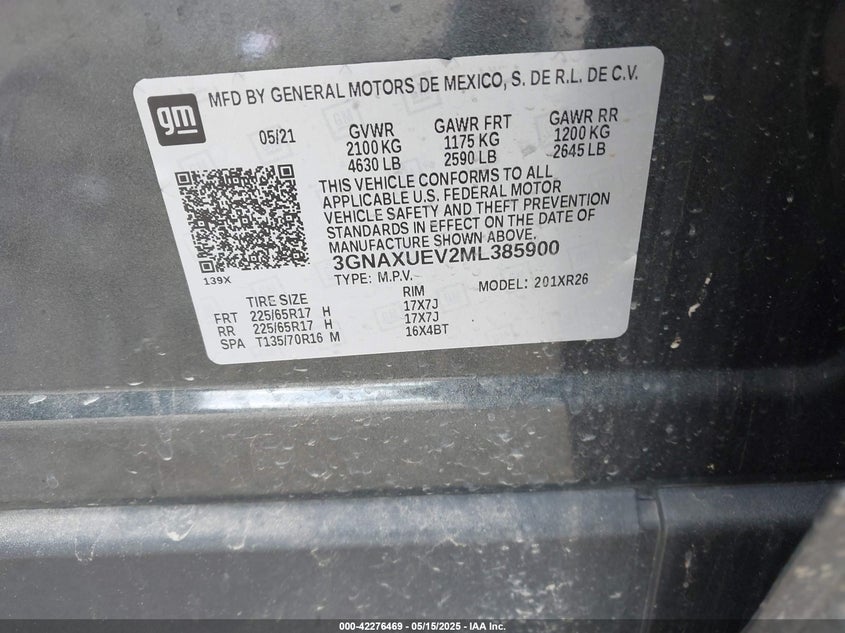 gm
MFD BY GENERAL MOTORS DE MEXICO, S. DE R.L. DE C.V.
05/21 GVWR GAWR FRT GAWR RR
2100 KG 1175 KG 1200 KG
4630 LB 2590 LB 2645 LB
THIS VEHICLE CONFORMS TO ALL
APPLICABLE U.S. FEDERAL MOTOR
VEHICLE SAFETY AND THEFT PREVENTION
STANDARDS IN EFFECT ON THE DATE OF
MANUFACTURE SHOWN ABOVE.
139X 3GNAXUEV2ML385900
TYPE: M.P.V. MODEL: 201XR26
TIRE SIZE RIM
FRT 225/65R17 H 17X7J
RR 225/65R17 H 17X7J
SPA T135/70R16 M 16X4BT
000-42276469 - 05/15/2025 - IAA Inc.